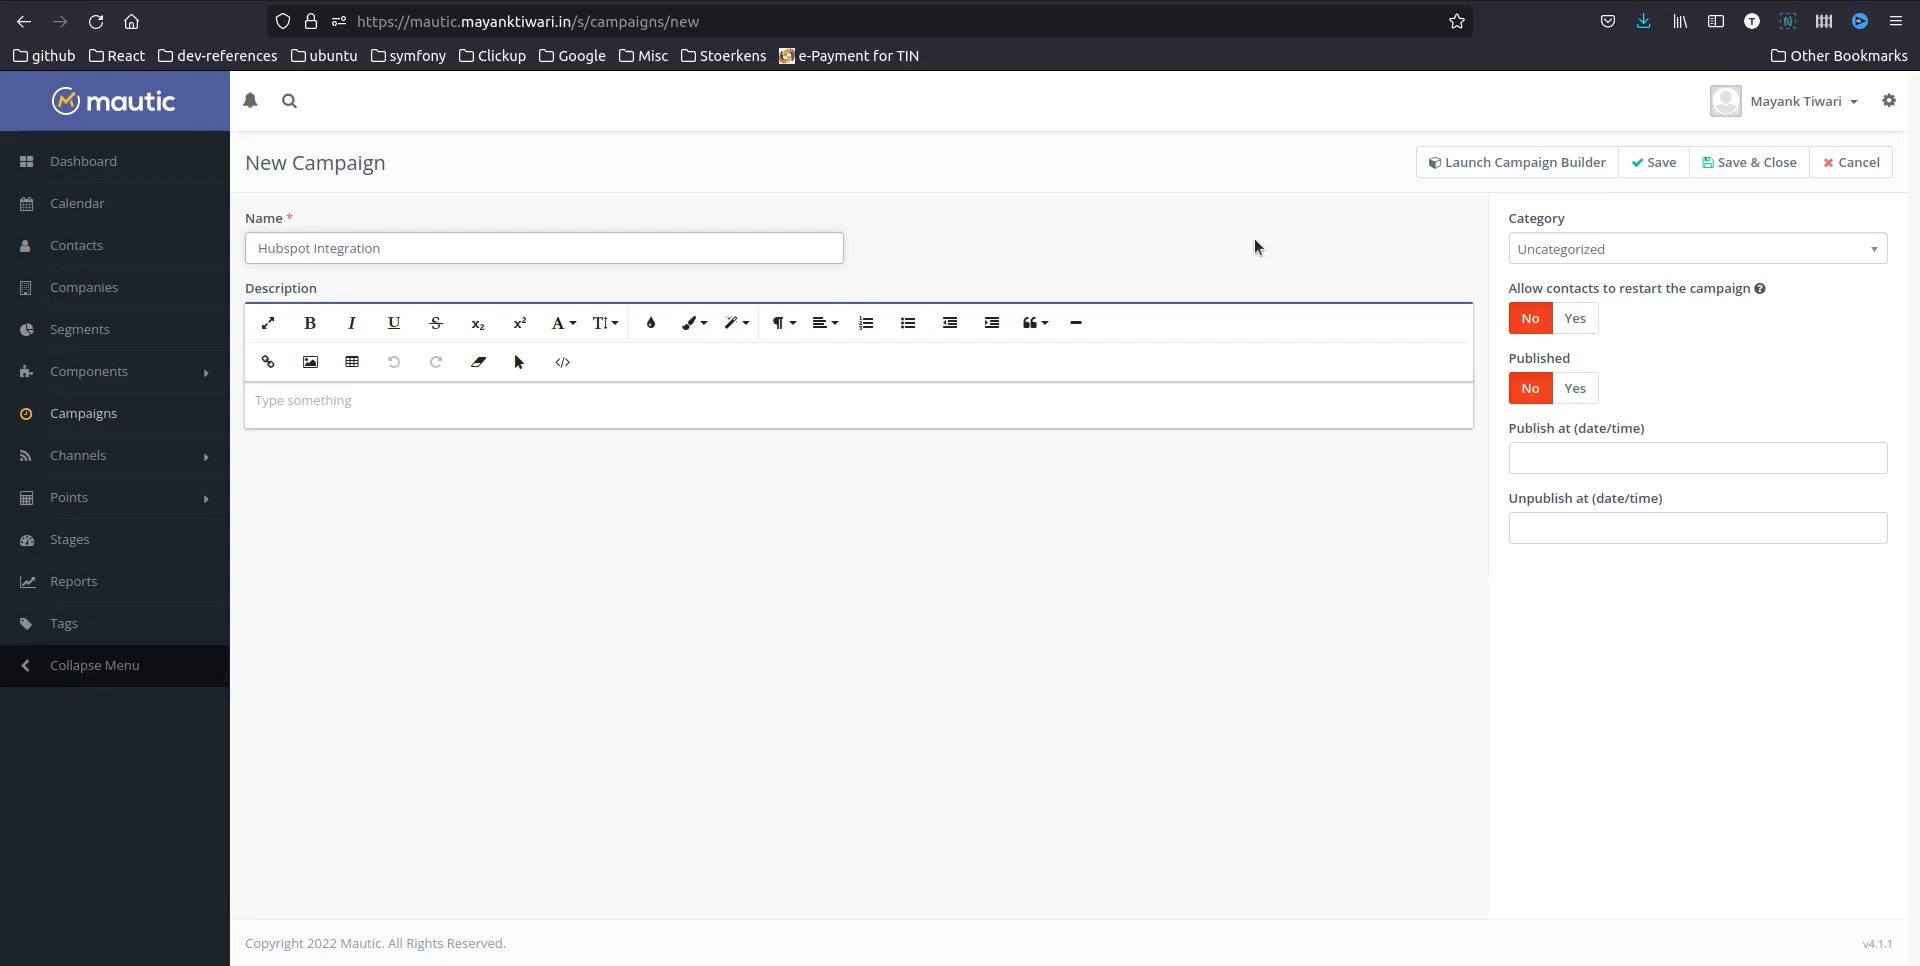 https://mautic.mayanktiwari.in/s/campaigns/new
github React dev-references ubuntu symfony Clickup Google Misc Stoerkens e-Payment for TIN Other Bookmarks
mautic
Mayank Tiwari
Dashboard
Calendar
Contacts
Companies
Segments
Components
Campaigns
Channels
Points
Stages
Reports
Tags
Collapse Menu
New Campaign
Launch Campaign Builder Save Save & Close Cancel
Name *
Hubspot Integration
Description
B I U S x₂ x² A T
Type something
Category
Uncategorized
Allow contacts to restart the campaign
No Yes
Published
No Yes
Publish at (date/time)
Unpublish at (date/time)
Copyright 2022 Mautic. All Rights Reserved.
v4.1.1